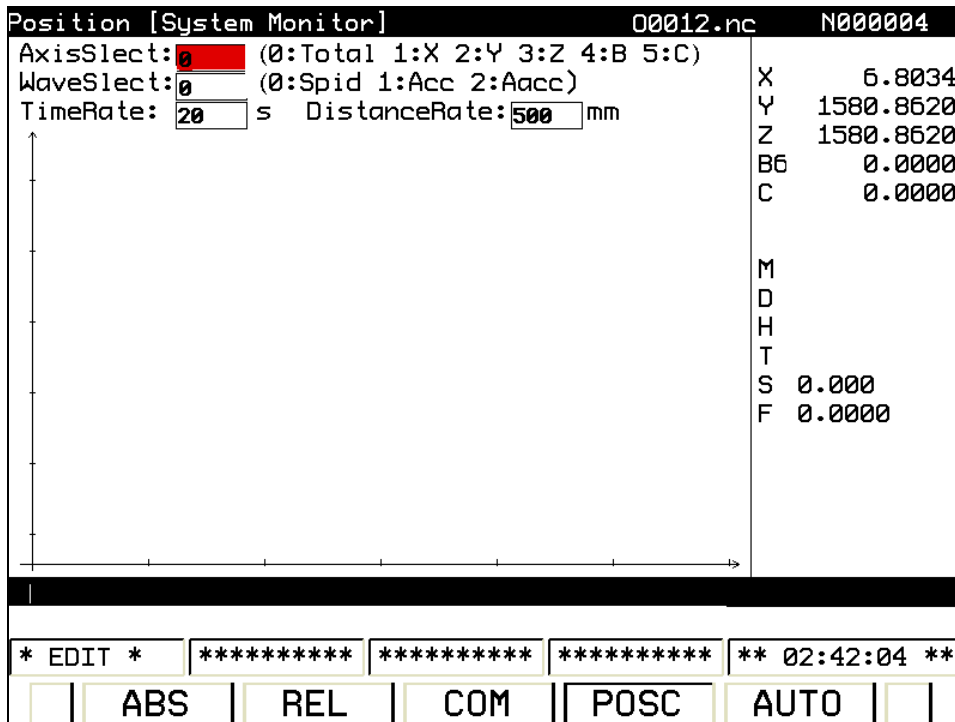 Position [System Monitor] O0012.nc N000004
AxisSlect: 0 (0:Total 1:X 2:Y 3:Z 4:B 5:C)
WaveSlect: 0 (0:Spid 1:Acc 2:Aacc)
TimeRate: 20 s DistanceRate: 500 mm
X 6.8034
Y 1580.8620
Z 1580.8620
B6 0.0000
C 0.0000
M
D
H
T
S 0.000
F 0.0000
* EDIT * ********** ********** ********** ** 02:42:04 **
ABS REL COM POSC AUTO